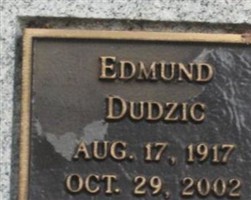 EDMUND
DUDZIC
AUG. 17, 1917
OCT. 29, 2002